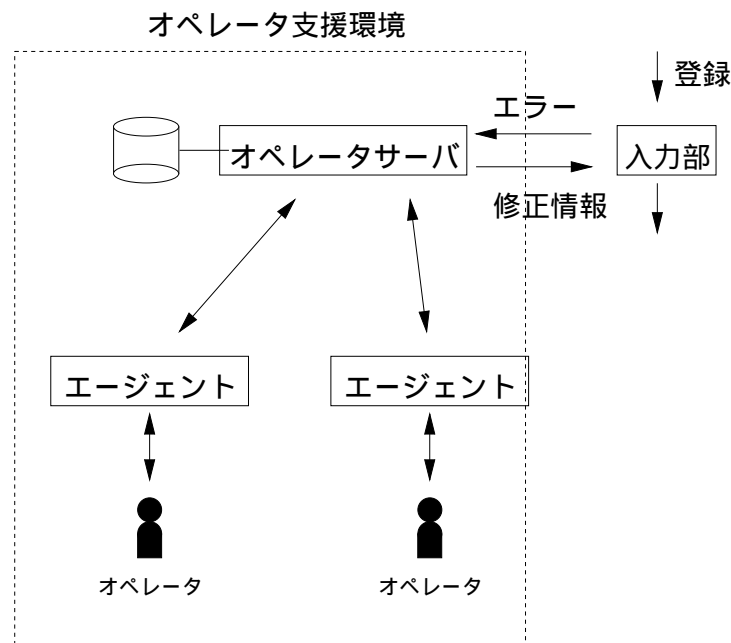 オペレータ支援環境
登録
エラー
オペレータサーバ
入力部
修正情報
エージェント
エージェント
オペレータ
オペレータ